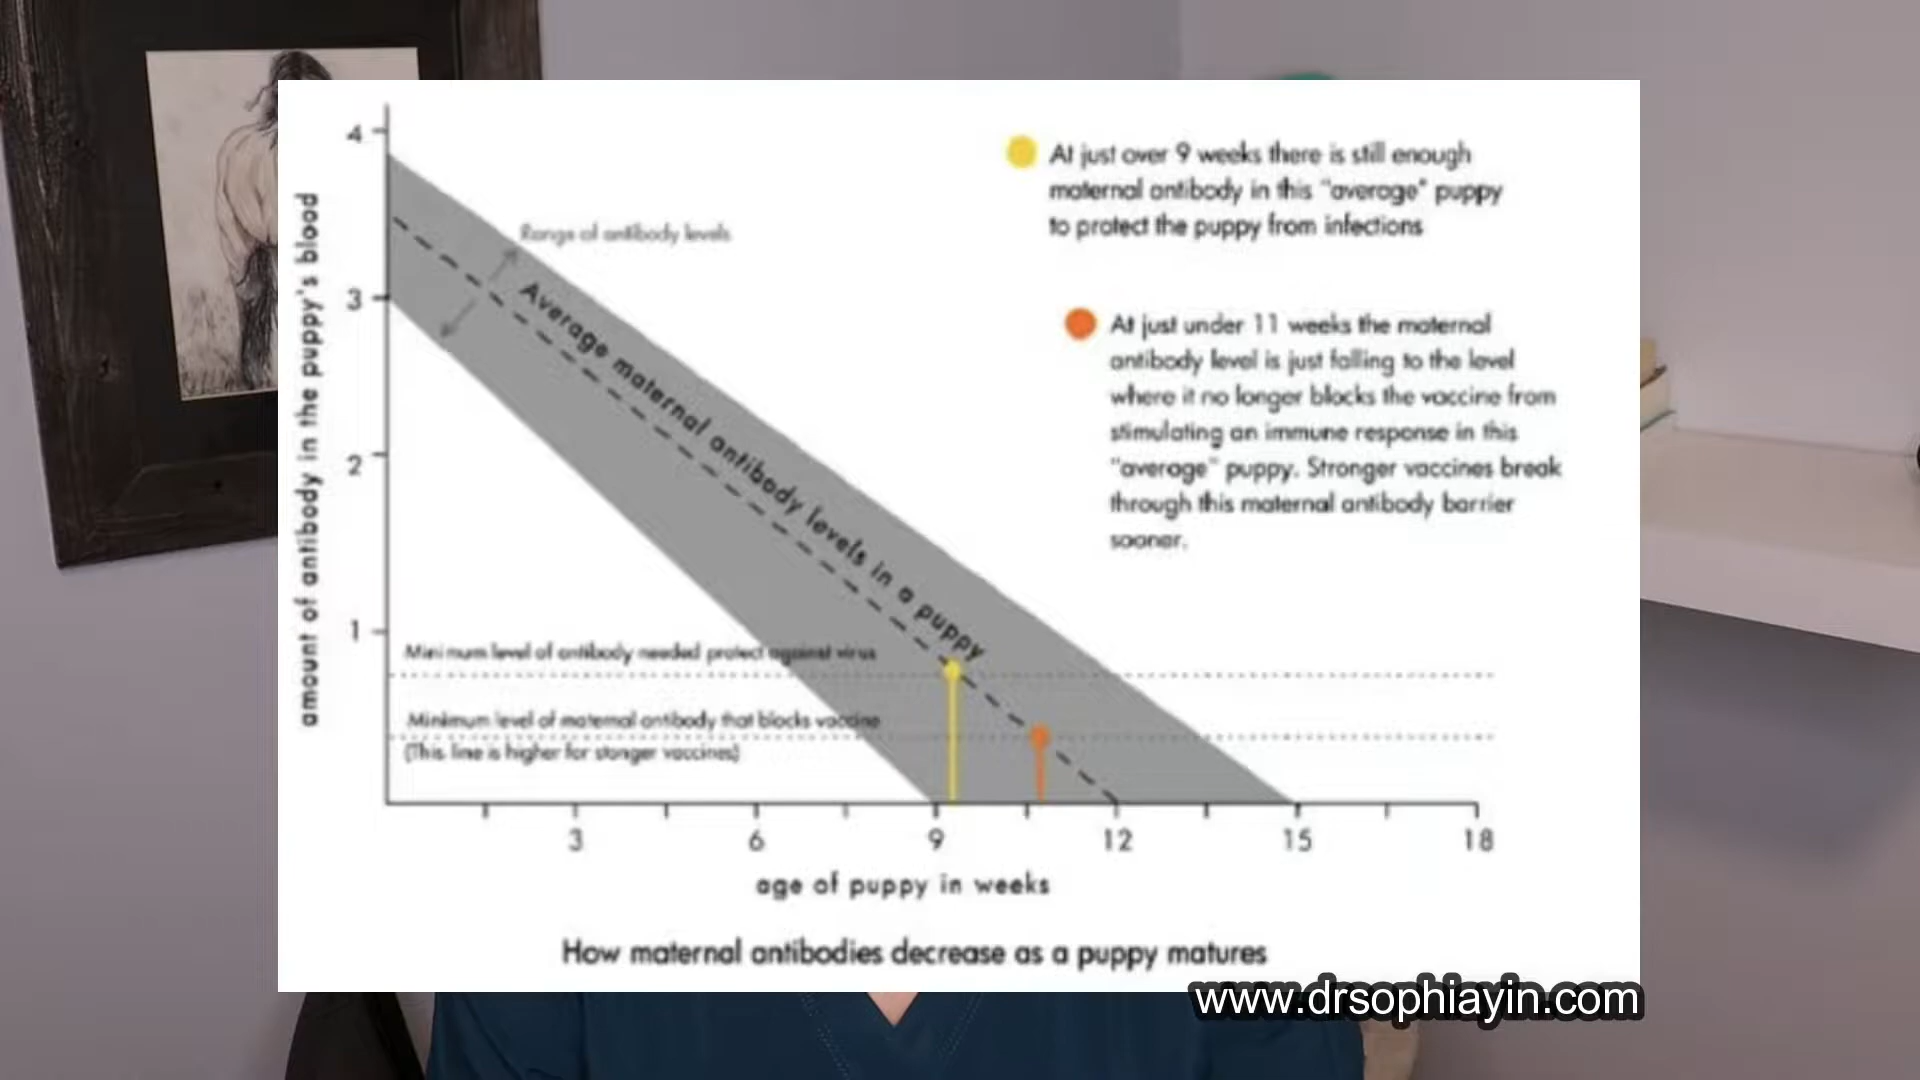 4
3
2
1
amount of antibody in the puppy's blood
Range of antibody levels
Average maternal antibody levels in a puppy
At just over 9 weeks there is still enough
maternal antibody in this "average" puppy
to protect the puppy from infections
At just under 11 weeks the maternal
antibody level is just falling to the level
where it no longer blocks the vaccine from
stimulating an immune response in this
"average" puppy. Stronger vaccines break
through this maternal antibody barrier
sooner.
Minimum level of antibody needed protect against virus
Minimum level of maternal antibody that blocks vaccine
(This line is higher for stonger vaccines)
3 6 9 12 15 18
age of puppy in weeks
How maternal antibodies decrease as a puppy matures
www.drsophiayin.com